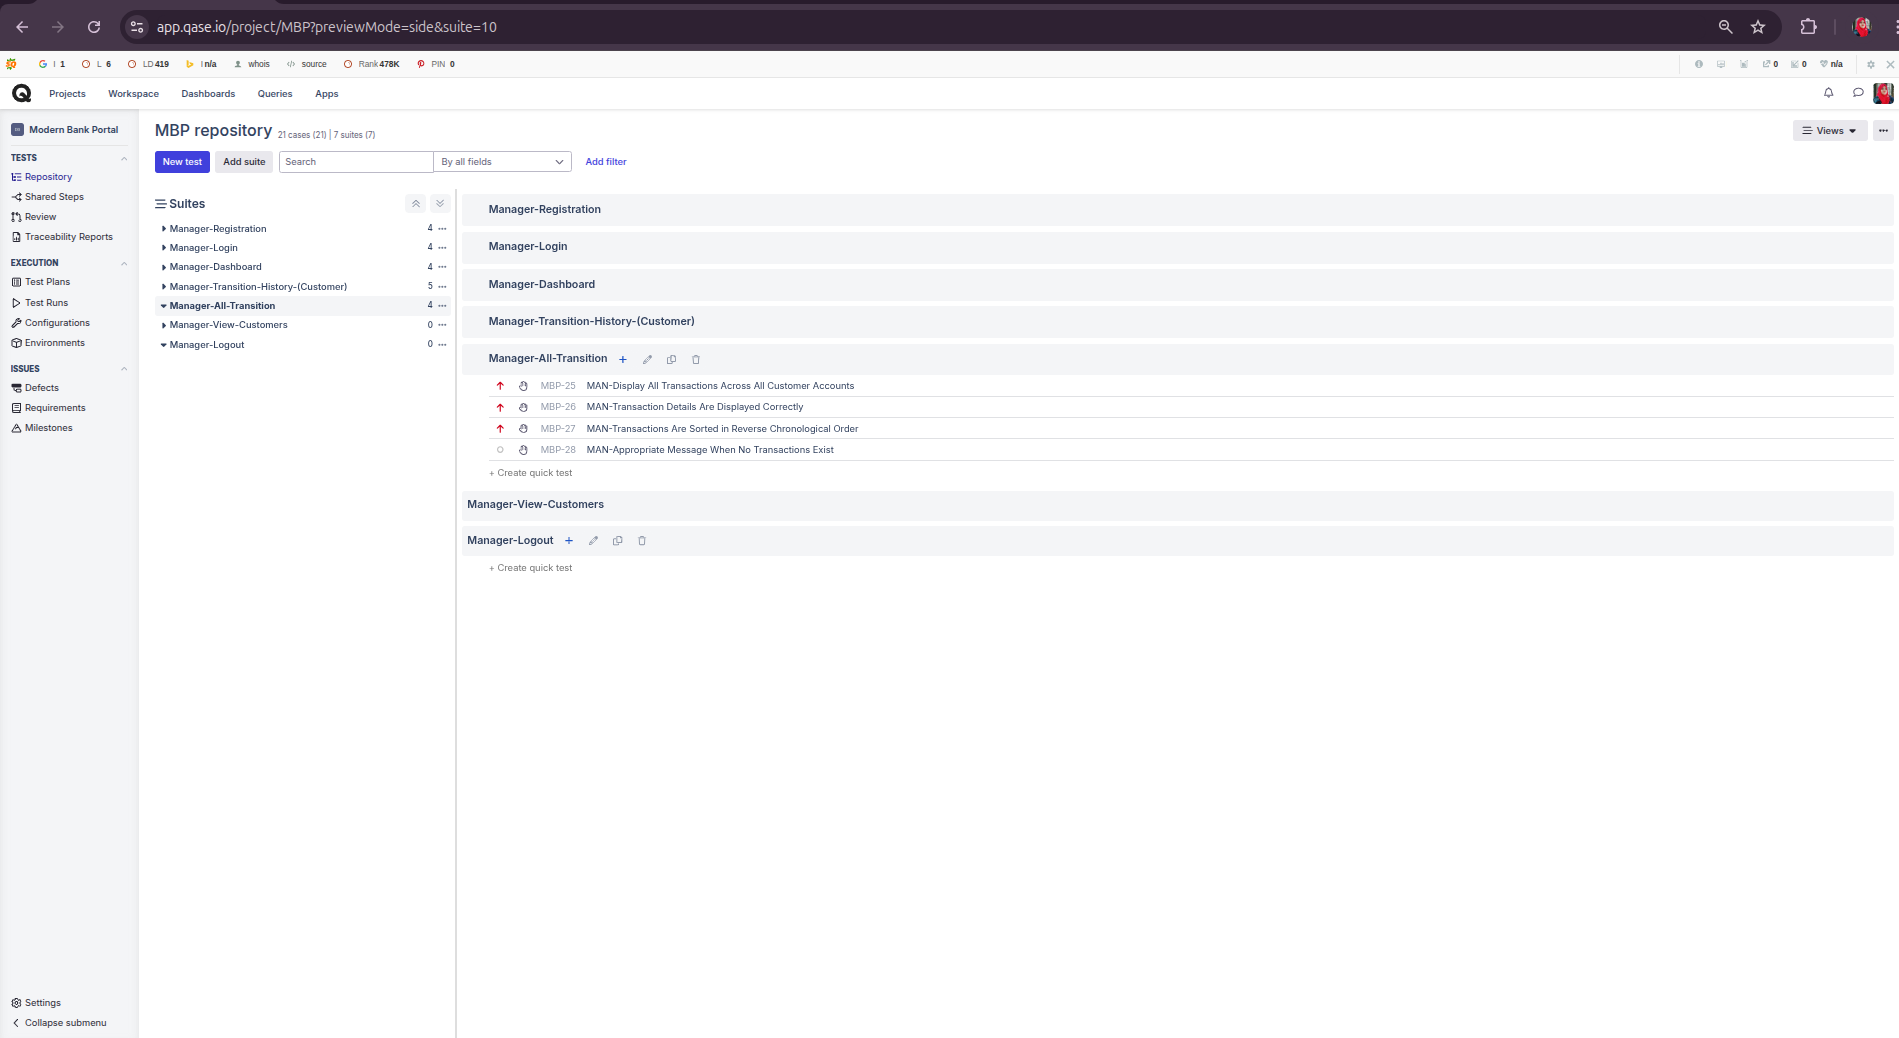 app.qase.io/project/MBP?previewMode=side&suite=10
I 1 L 6 LD 419 I n/a whois source Rank 478K PIN 0 0 0 n/a
Projects Workspace Dashboards Queries Apps
Modern Bank Portal
TESTS
Repository
Shared Steps
Review
Traceability Reports
EXECUTION
Test Plans
Test Runs
Configurations
Environments
ISSUES
Defects
Requirements
Milestones
Settings
Collapse submenu
MBP repository 21 cases (21) | 7 suites (7)
Views
New test Add suite Search By all fields Add filter
Suites
Manager-Registration 4
Manager-Login 4
Manager-Dashboard 4
Manager-Transition-History-(Customer) 5
Manager-All-Transition 4
Manager-View-Customers 0
Manager-Logout 0
Manager-Registration
Manager-Login
Manager-Dashboard
Manager-Transition-History-(Customer)
Manager-All-Transition
MBP-25 MAN-Display All Transactions Across All Customer Accounts
MBP-26 MAN-Transaction Details Are Displayed Correctly
MBP-27 MAN-Transactions Are Sorted in Reverse Chronological Order
MBP-28 MAN-Appropriate Message When No Transactions Exist
+ Create quick test
Manager-View-Customers
Manager-Logout
+ Create quick test